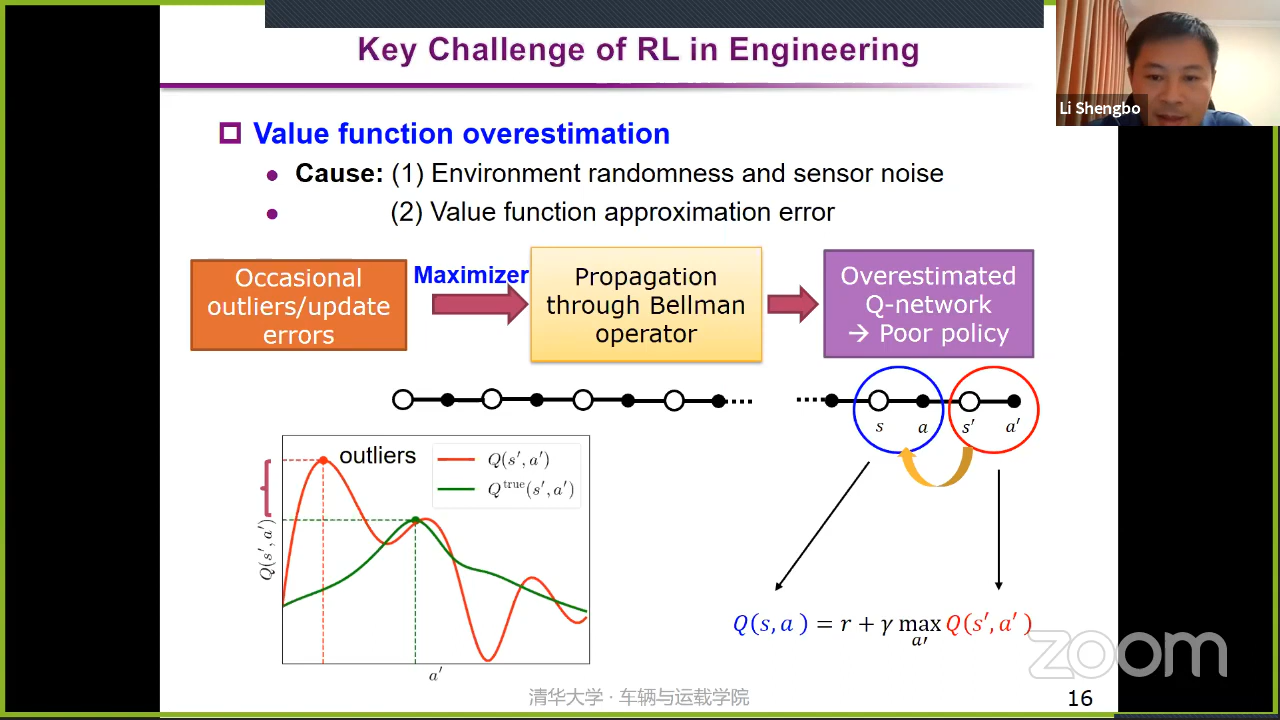 Key Challenge of RL in Engineering
Li Shengbo
Value function overestimation
Cause: (1) Environment randomness and sensor noise
(2) Value function approximation error
Occasional
outliers/update
errors
Maximizer
Propagation
through Bellman
operator
Overestimated
Q-network
→ Poor policy
s a s′ a′
outliers
Q(s′, a′)
Q^true(s′, a′)
Q(s′, a′)
a′
Q(s, a) = r + γ max Q(s′, a′)
a′
zoom
清华大学 · 车辆与运载学院
16